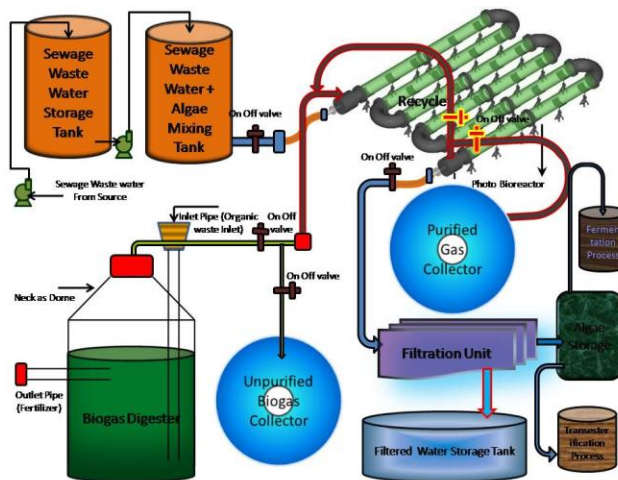 Sewage
Waste
Water
Storage
Tank
Sewage
Waste
Water +
Algae
Mixing
Tank
On Off valve
Recycle
On Off valve
On Off valve
Photo Bioreactor
Sewage Waste water
From Source
Inlet Pipe (Organic
waste Inlet)
On Off
valve
On Off valve
Neck as Dome
Purified
Gas
Collector
Fermen
tation
Process
Algae
Storage
Filtration Unit
Unpurified
Biogas
Collector
Outlet Pipe
(Fertilizer)
Biogas Digester
Filtered Water Storage Tank
Transester
ification
Process